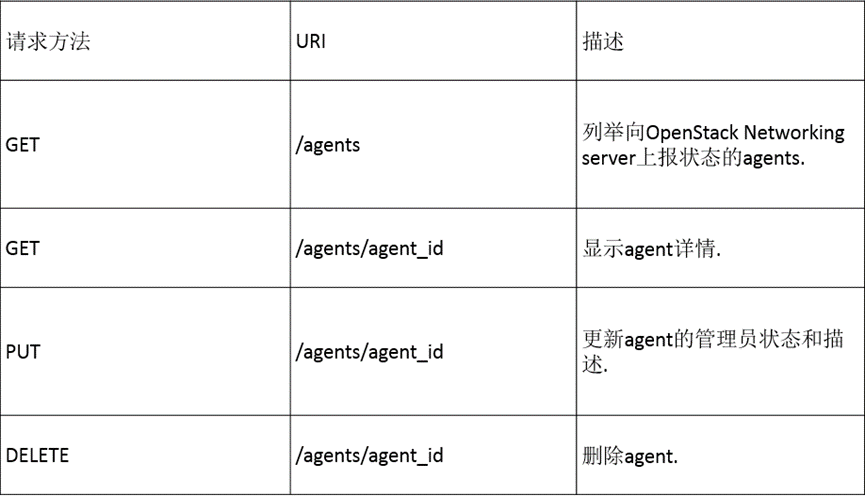 请求方法 URI 描述
GET /agents 列举向OpenStack Networking
server上报状态的agents.
GET /agents/agent_id 显示agent详情.
PUT /agents/agent_id 更新agent的管理员状态和描
述.
DELETE /agents/agent_id 删除agent.